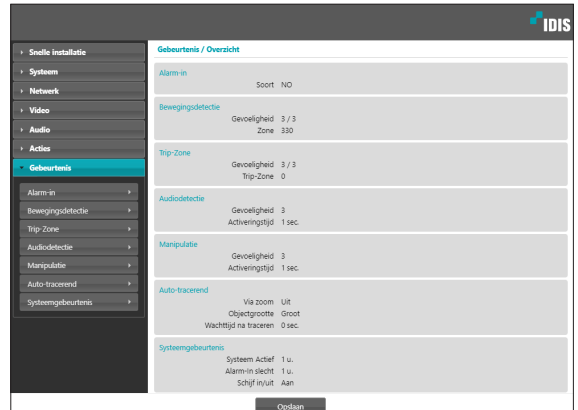 IDIS
Snelle installatie
Systeem
Netwerk
Video
Audio
Acties
Gebeurtenis
Alarm-in
Bewegingsdetectie
Trip-Zone
Audiodetectie
Manipulatie
Auto-tracerend
Systeemgebeurtenis
Gebeurtenis / Overzicht
Alarm-in
Soort NO
Bewegingsdetectie
Gevoeligheid 3 / 3
Zone 330
Trip-Zone
Gevoeligheid 3 / 3
Trip-Zone 0
Audiodetectie
Gevoeligheid 3
Activeringstijd 1 sec.
Manipulatie
Gevoeligheid 3
Activeringstijd 1 sec.
Auto-tracerend
Via zoom Uit
Objectgrootte Groot
Wachttijd na traceren 0 sec.
Systeemgebeurtenis
Systeem Actief 1 u.
Alarm-In slecht 1 u.
Schijf in/uit Aan
Opslaan